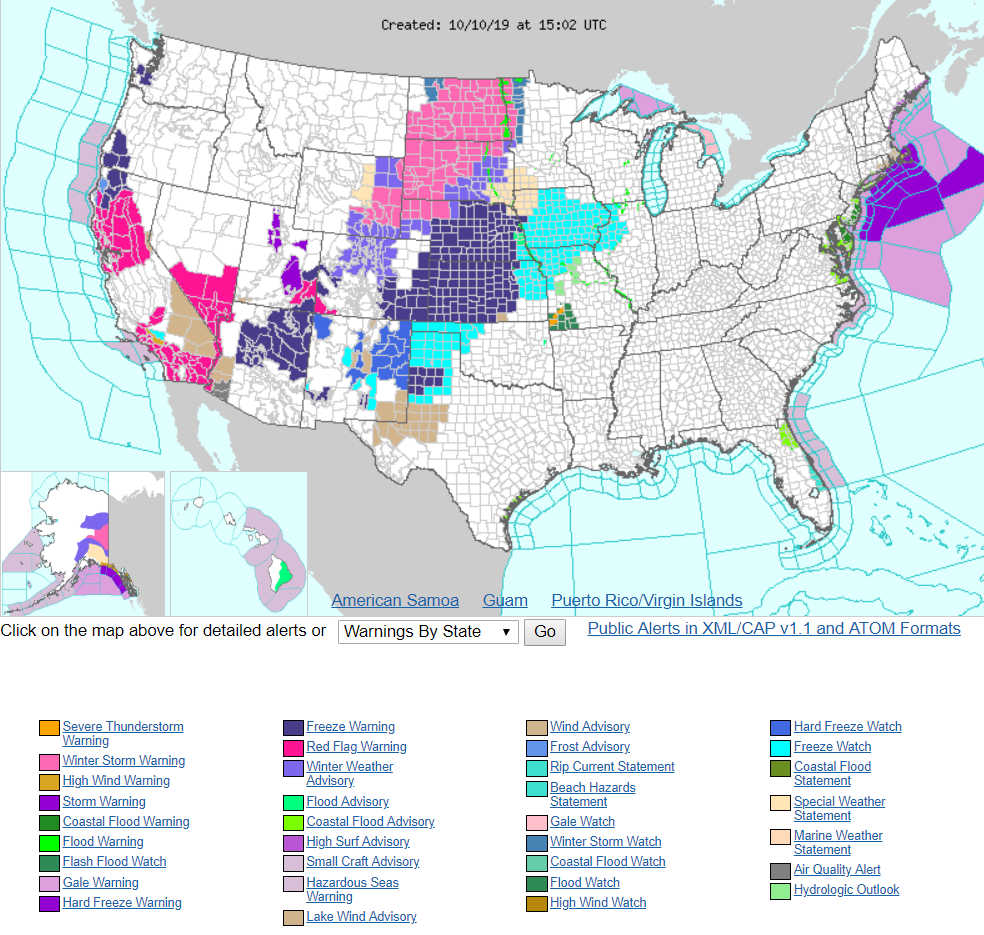 Created: 10/10/19 at 15:02 UTC
American Samoa Guam Puerto Rico/Virgin Islands
Click on the map above for detailed alerts or Warnings By State Go Public Alerts in XML/CAP v1.1 and ATOM Formats
Severe Thunderstorm
Warning
Winter Storm Warning
High Wind Warning
Storm Warning
Coastal Flood Warning
Flood Warning
Flash Flood Watch
Gale Warning
Hard Freeze Warning
Freeze Warning
Red Flag Warning
Winter Weather
Advisory
Flood Advisory
Coastal Flood Advisory
High Surf Advisory
Small Craft Advisory
Hazardous Seas
Warning
Lake Wind Advisory
Wind Advisory
Frost Advisory
Rip Current Statement
Beach Hazards
Statement
Gale Watch
Winter Storm Watch
Coastal Flood Watch
Flood Watch
High Wind Watch
Hard Freeze Watch
Freeze Watch
Coastal Flood
Statement
Special Weather
Statement
Marine Weather
Statement
Air Quality Alert
Hydrologic Outlook